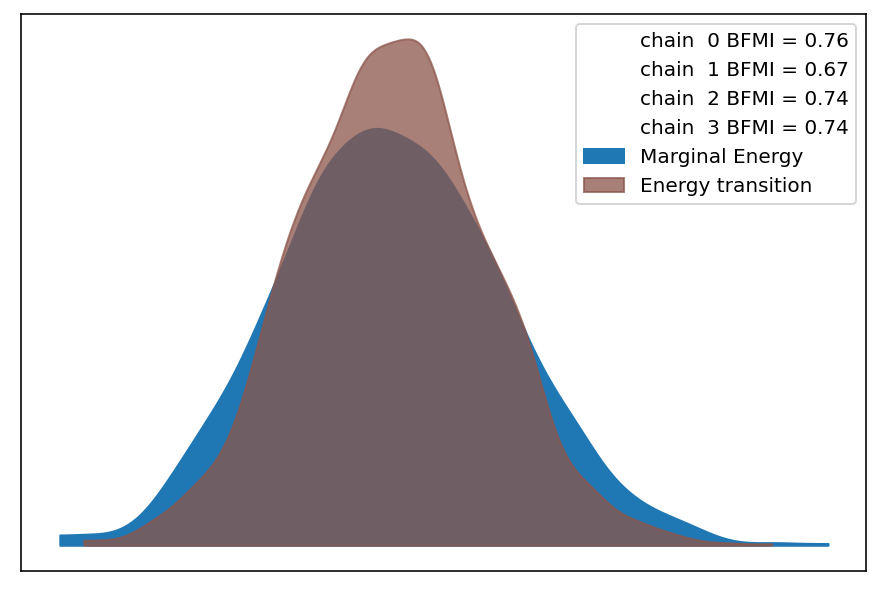 chain  0 BFMI = 0.76
chain  1 BFMI = 0.67
chain  2 BFMI = 0.74
chain  3 BFMI = 0.74
Marginal Energy
Energy transition